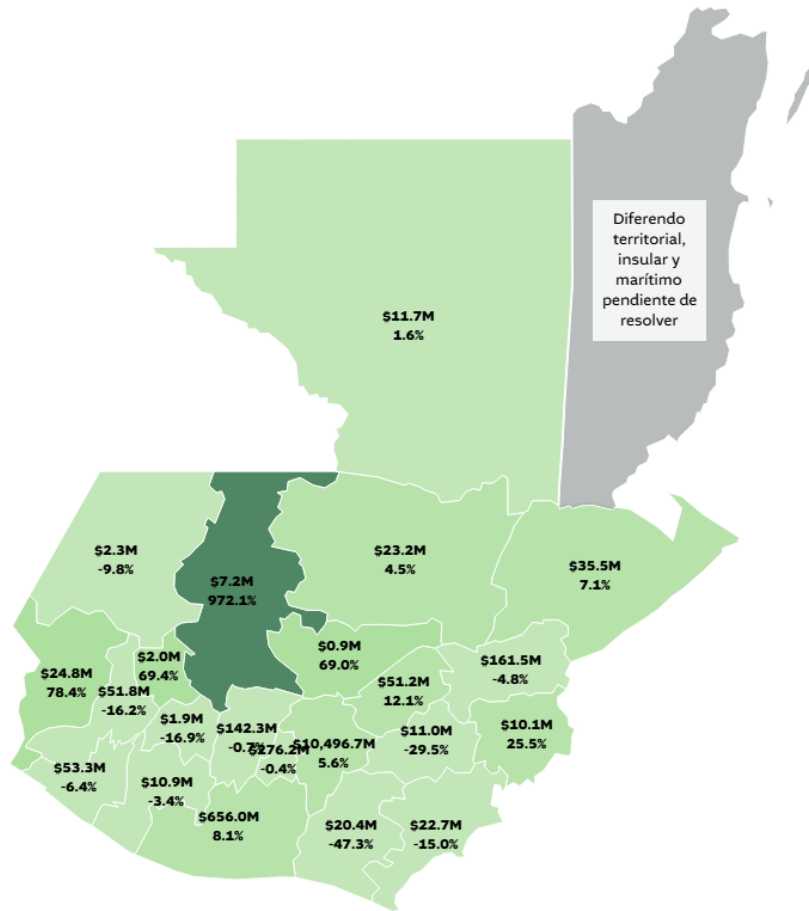 Diferendo
territorial,
insular y
marítimo
pendiente de
resolver
$11.7M
1.6%
$2.3M
-9.8%
$7.2M
972.1%
$23.2M
4.5%
$35.5M
7.1%
$24.8M
78.4%
$2.0M
69.4%
$0.9M
69.0%
$161.5M
-4.8%
$51.8M
-16.2%
$51.2M
12.1%
$10.1M
25.5%
$1.9M
-16.9%
$142.3M
-0.7%
$276.2M
-0.4%
$10,496.7M
5.6%
$11.0M
-29.5%
$53.3M
-6.4%
$10.9M
-3.4%
$656.0M
8.1%
$20.4M
-47.3%
$22.7M
-15.0%